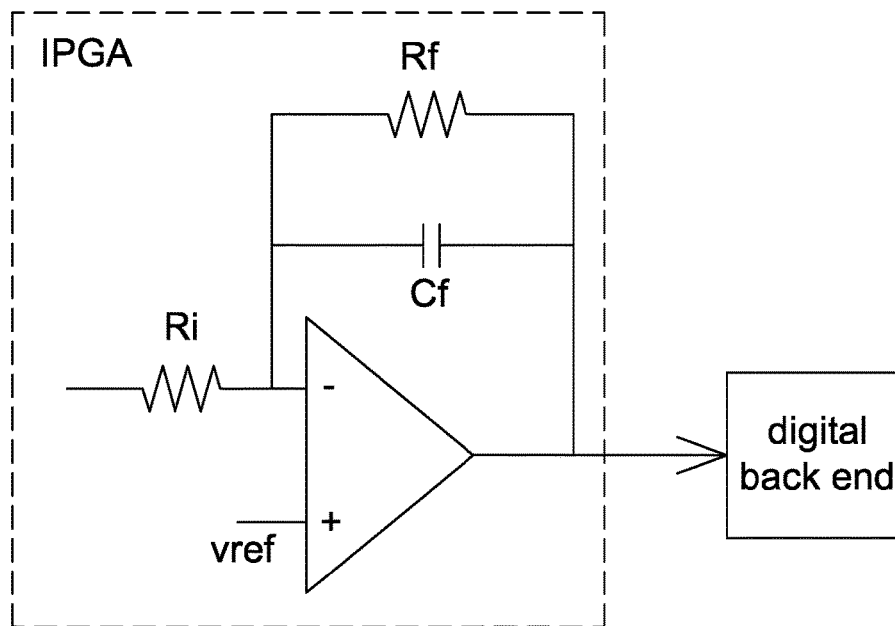 IPGA
Rf
Cf
Ri
-
+
vref
digital
back end